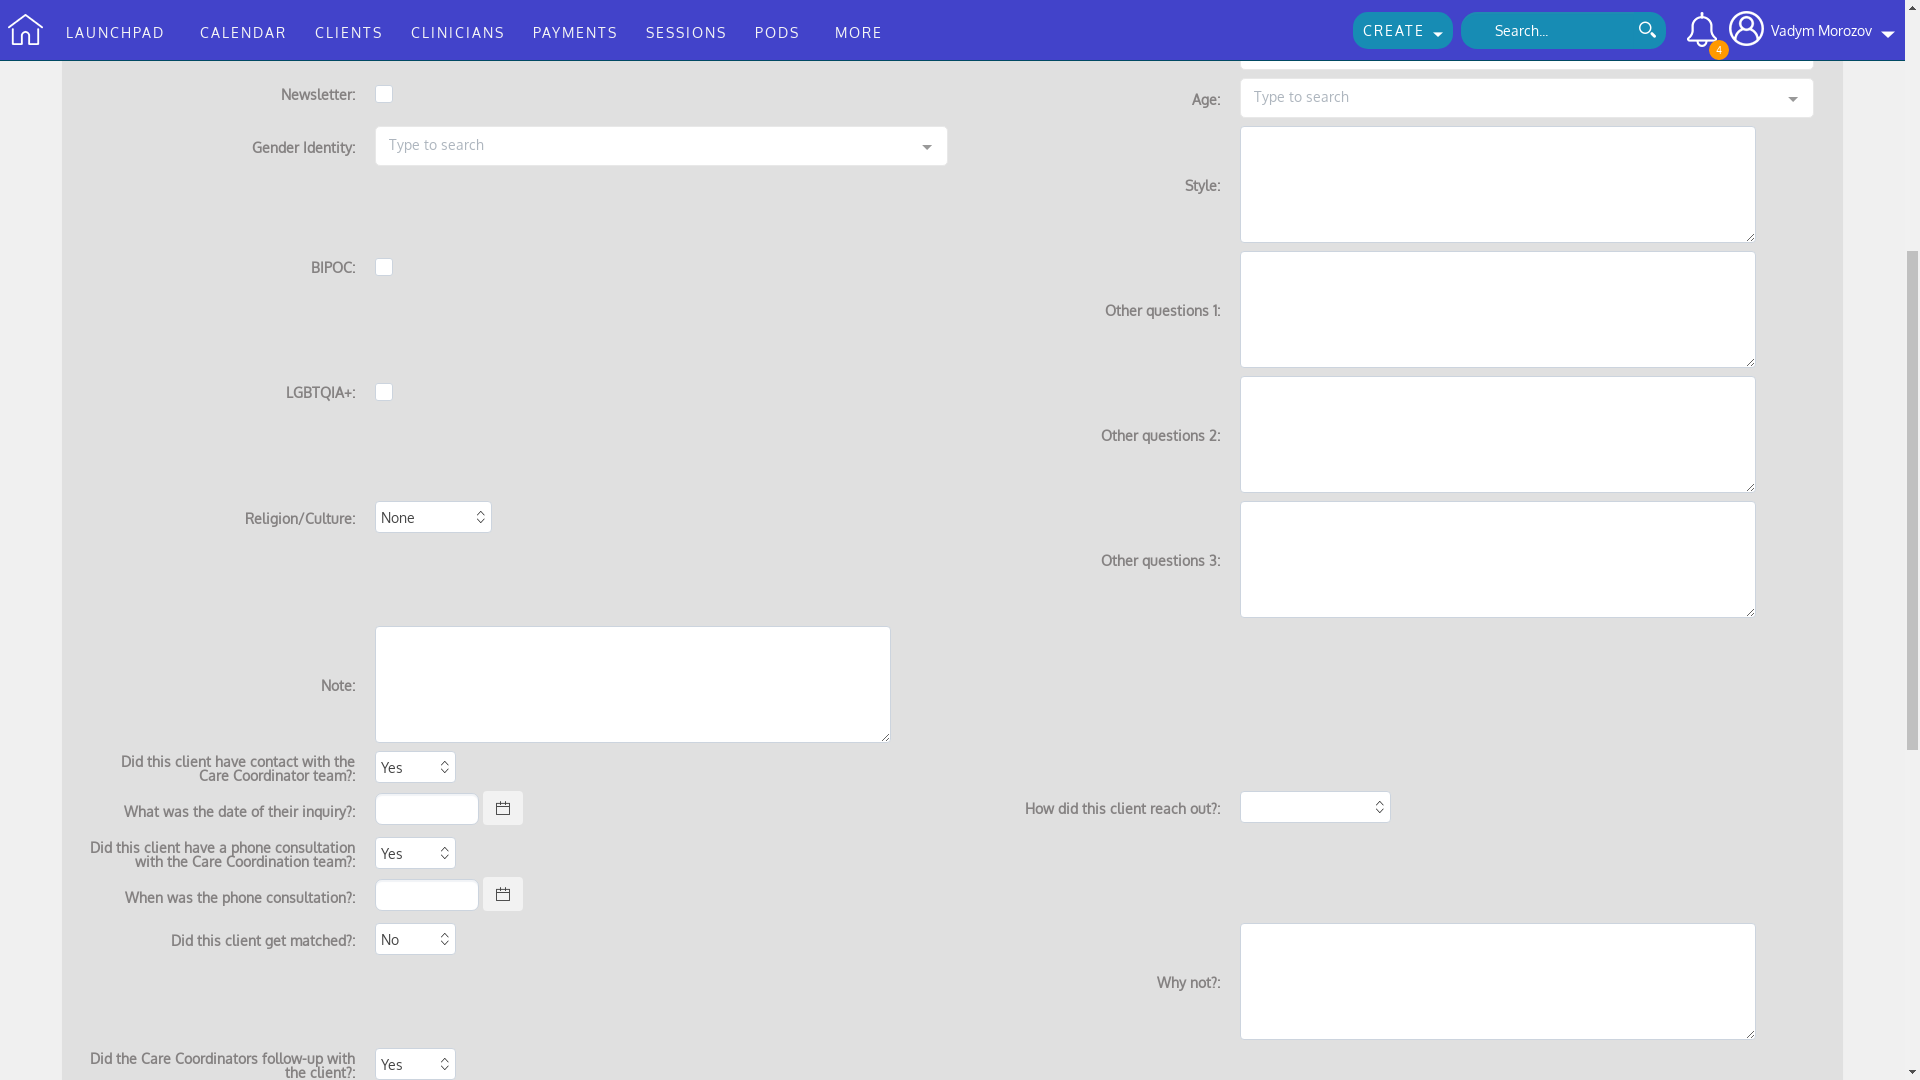 LAUNCHPAD CALENDAR CLIENTS CLINICIANS PAYMENTS SESSIONS PODS MORE CREATE Search... 4 Vadym Morozov
Newsletter:
Age: Type to search
Gender Identity: Type to search
Style:
BIPOC:
Other questions 1:
LGBTQIA+:
Other questions 2:
Religion/Culture: None
Other questions 3:
Note:
Did this client have contact with the
Care Coordinator team?: Yes
What was the date of their inquiry?: How did this client reach out?:
Did this client have a phone consultation
with the Care Coordination team?: Yes
When was the phone consultation?:
Did this client get matched?: No
Why not?:
Did the Care Coordinators follow-up with
the client?: Yes